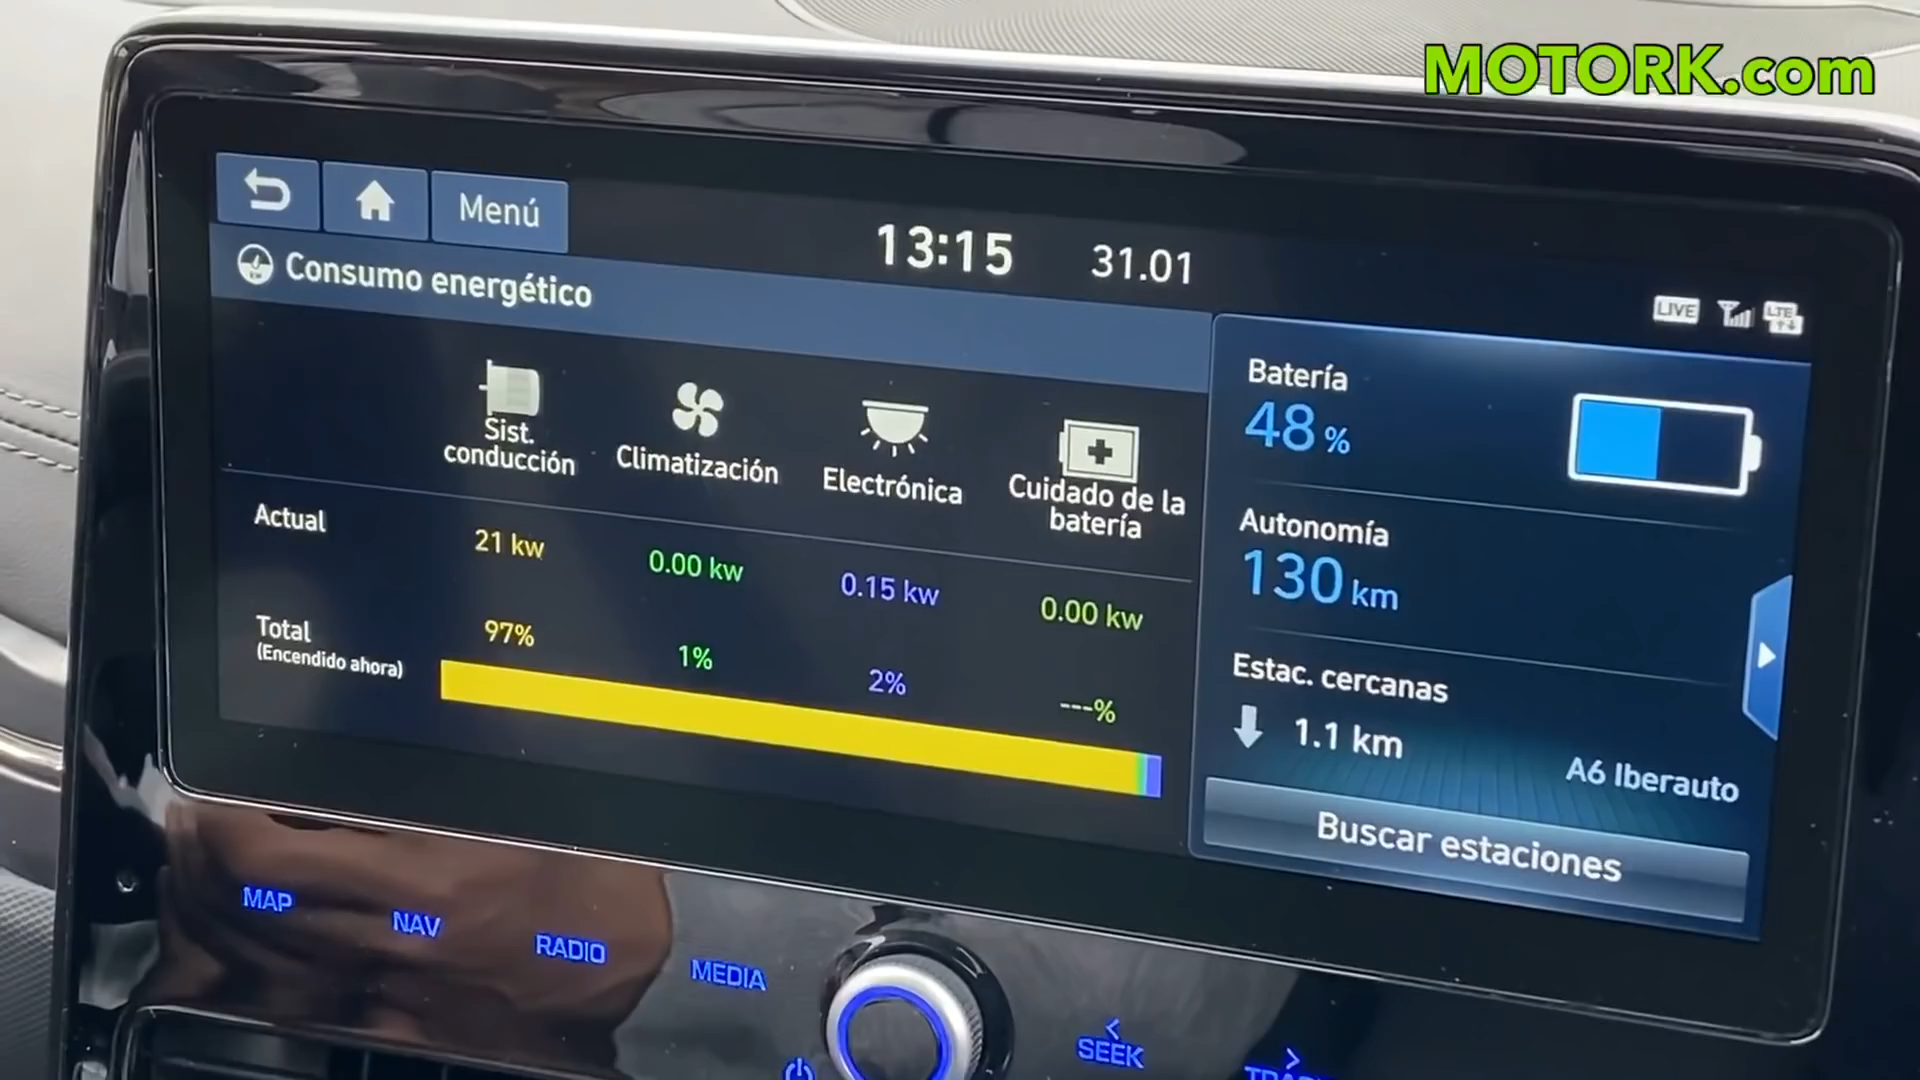 MOTORK.com
Menú
13:15
31.01
LIVE
LTE
Consumo energético
Sist.
conducción
Climatización
Electrónica
Cuidado de la
batería
Actual
21 kw
0.00 kw
0.15 kw
0.00 kw
Total
(Encendido ahora)
97%
1%
2%
---%
Batería
48 %
Autonomía
130 km
Estac. cercanas
1.1 km
A6 Iberauto
Buscar estaciones
MAP
NAV
RADIO
MEDIA
SEEK